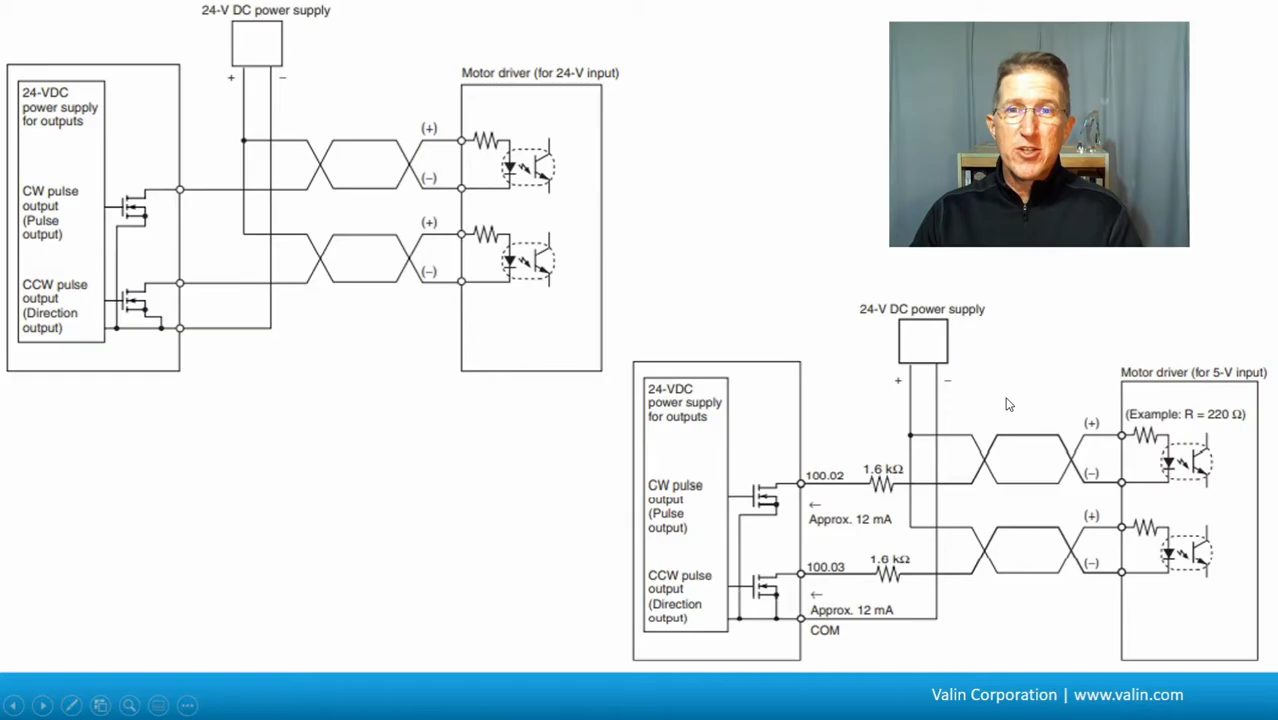 24-V DC power supply
+
−
Motor driver (for 24-V input)
24-VDC
power supply
for outputs
CW pulse
output
(Pulse
output)
CCW pulse
output
(Direction
output)
(+)
(−)
(+)
(−)
24-V DC power supply
+
−
Motor driver (for 5-V input)
(Example: R = 220 Ω)
24-VDC
power supply
for outputs
CW pulse
output
(Pulse
output)
CCW pulse
output
(Direction
output)
100.02
1.6 kΩ
←
Approx. 12 mA
100.03
1.6 kΩ
←
Approx. 12 mA
COM
(+)
(−)
(+)
(−)
Valin Corporation | www.valin.com